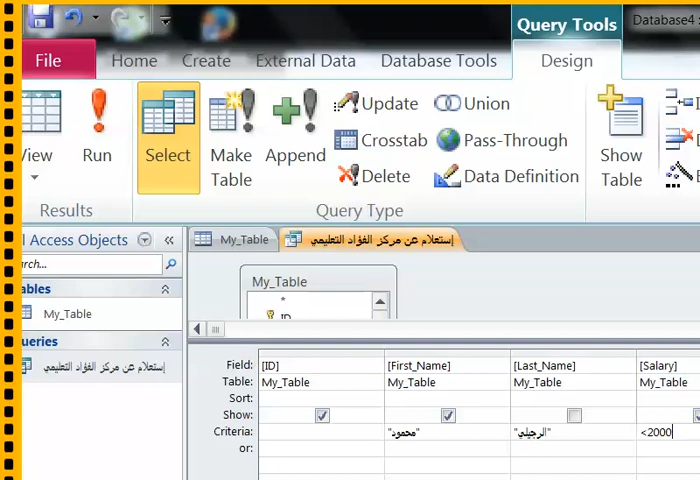 Query Tools
Database4 :
File Home Create External Data Database Tools Design
View Run Select Make Table Append Update Crosstab Delete Union Pass-Through Data Definition Show Table
Results Query Type
All Access Objects
My_Table إستعلام عن مركز الفؤاد التعليمي
My_Table
*
ID
My_Table
إستعلام عن مركز الفؤاد التعليمي
Field: [ID] [First_Name] [Last_Name] [Salary]
Table: My_Table My_Table My_Table My_Table
Sort:
Show:
Criteria: "محمود" "الرجيلي" <2000
or: